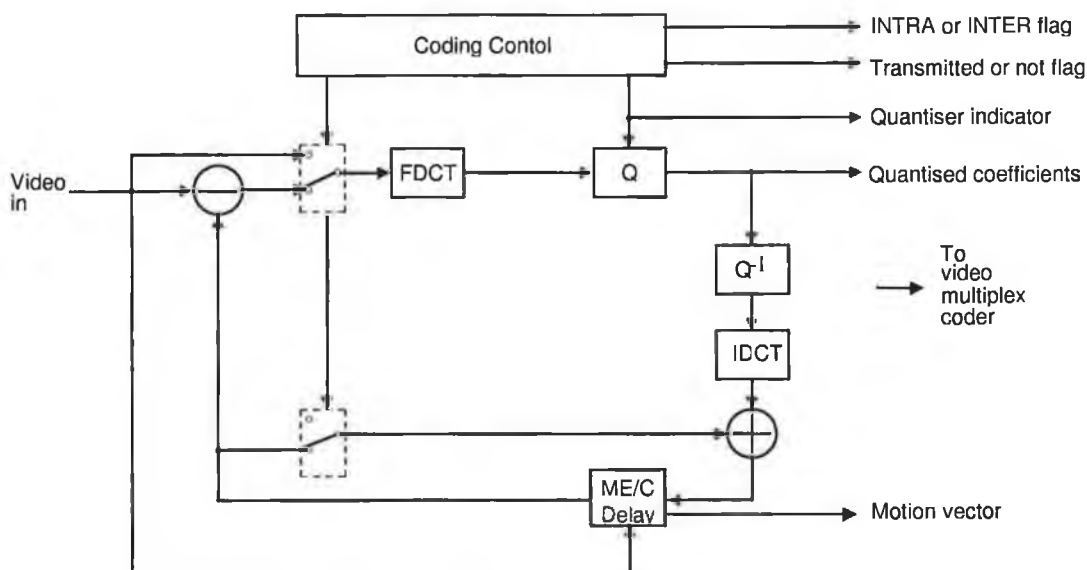 Coding Contol
INTRA or INTER flag
Transmitted or not flag
Quantiser indicator
Video
in
FDCT
Q
Quantised coefficients
Q-1
To
video
multiplex
coder
IDCT
ME/C
Delay
Motion vector